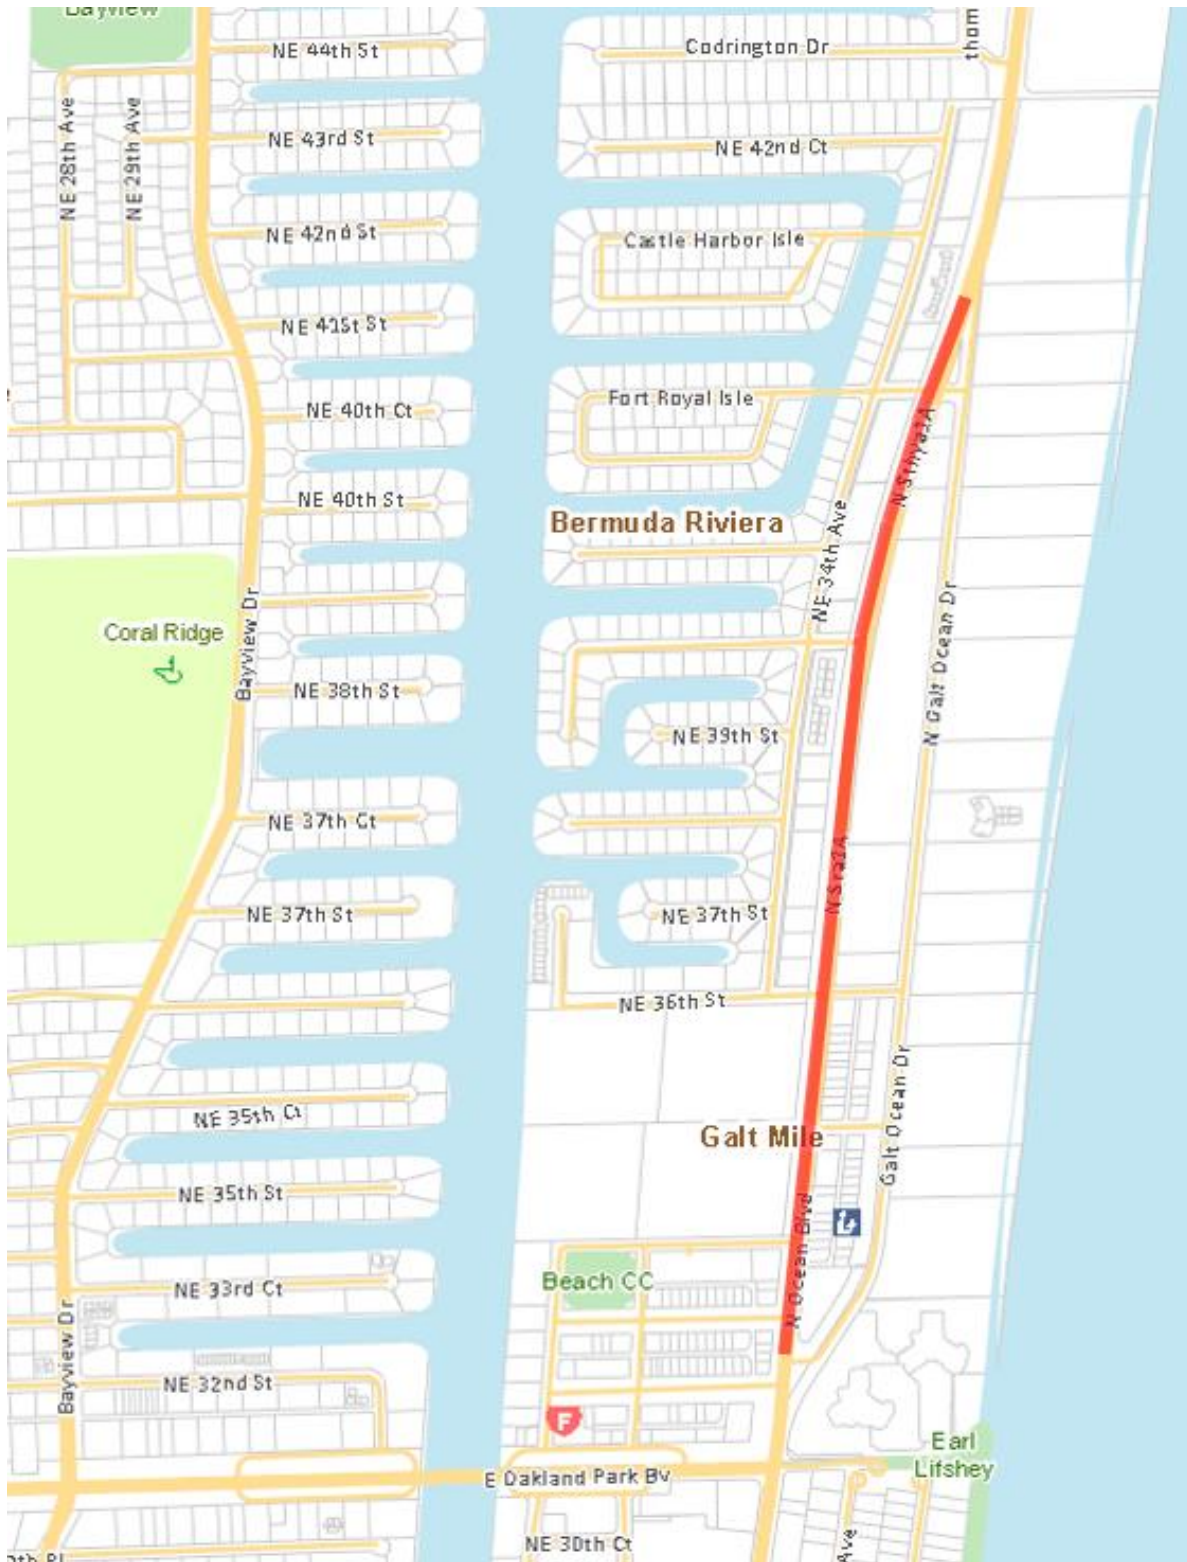 Bayview
NE 44th St
Codrington Dr
thom
NE 28th Ave
NE 29th Ave
NE 43rd St
NE 42nd Ct
NE 42nd St
Castle Harbor Isle
NE 41st St
NE 40th Ct
Fort Royal Isle
N Sthya1A
NE 40th St
Bermuda Riviera
NE 34th Ave
Coral Ridge
Bayview Dr
N Galt Ocean Dr
NE 38th St
NE 39th St
NE 37th Ct
N Sra1A
NE 37th St
NE 37th St
NE 36th St
Galt Ocean Dr
NE 35th Ct
Galt Mile
NE 35th St
N Ocean Blvd
Beach CC
NE 33rd Ct
Bayview Dr
NE 32nd St
F
Earl
Lifshey
E Oakland Park Bv
NE 30th Ct
Ave